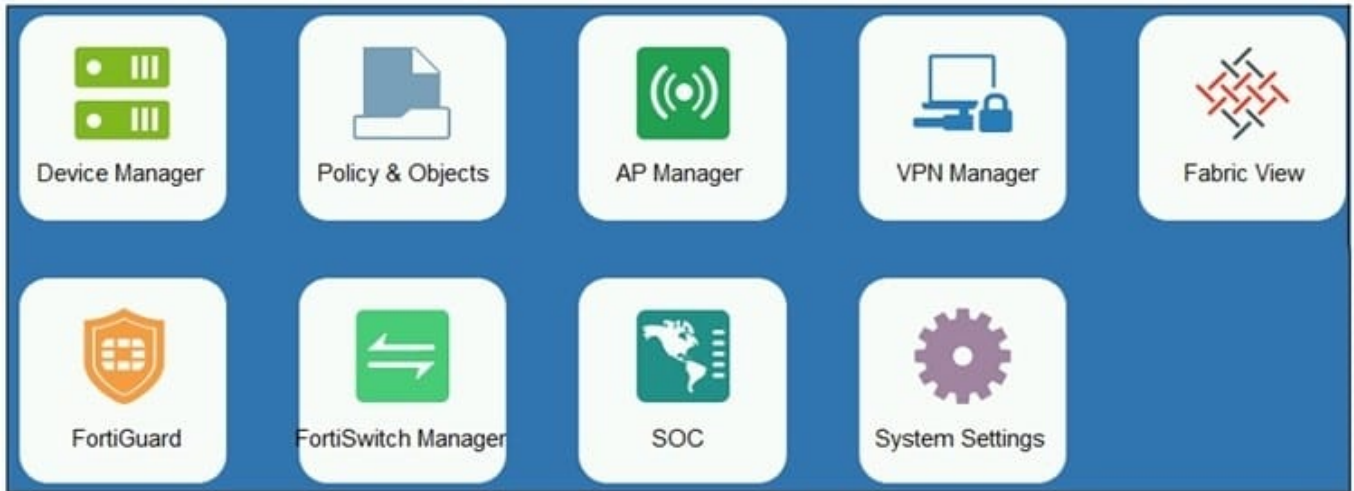 Device Manager
Policy & Objects
AP Manager
VPN Manager
Fabric View
FortiGuard
FortiSwitch Manager
SOC
System Settings